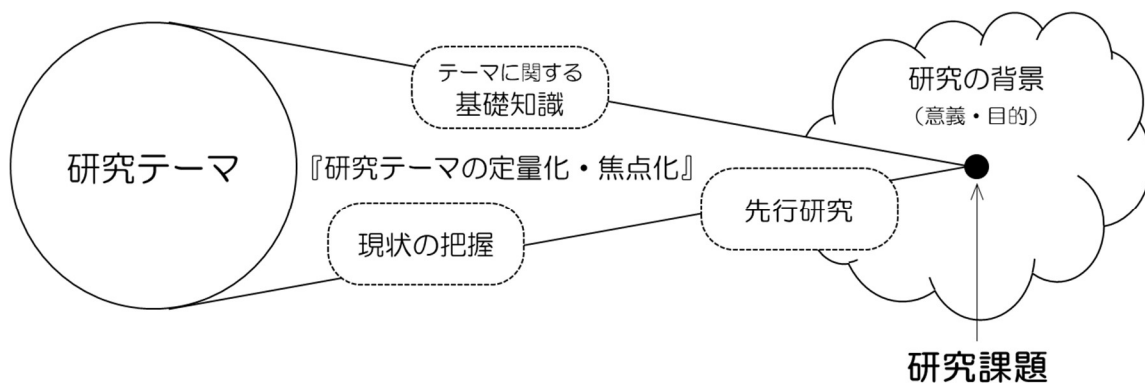 テーマに関する
基礎知識
研究の背景
（意義・目的）
研究テーマ
『研究テーマの定量化・焦点化』
先行研究
現状の把握
研究課題